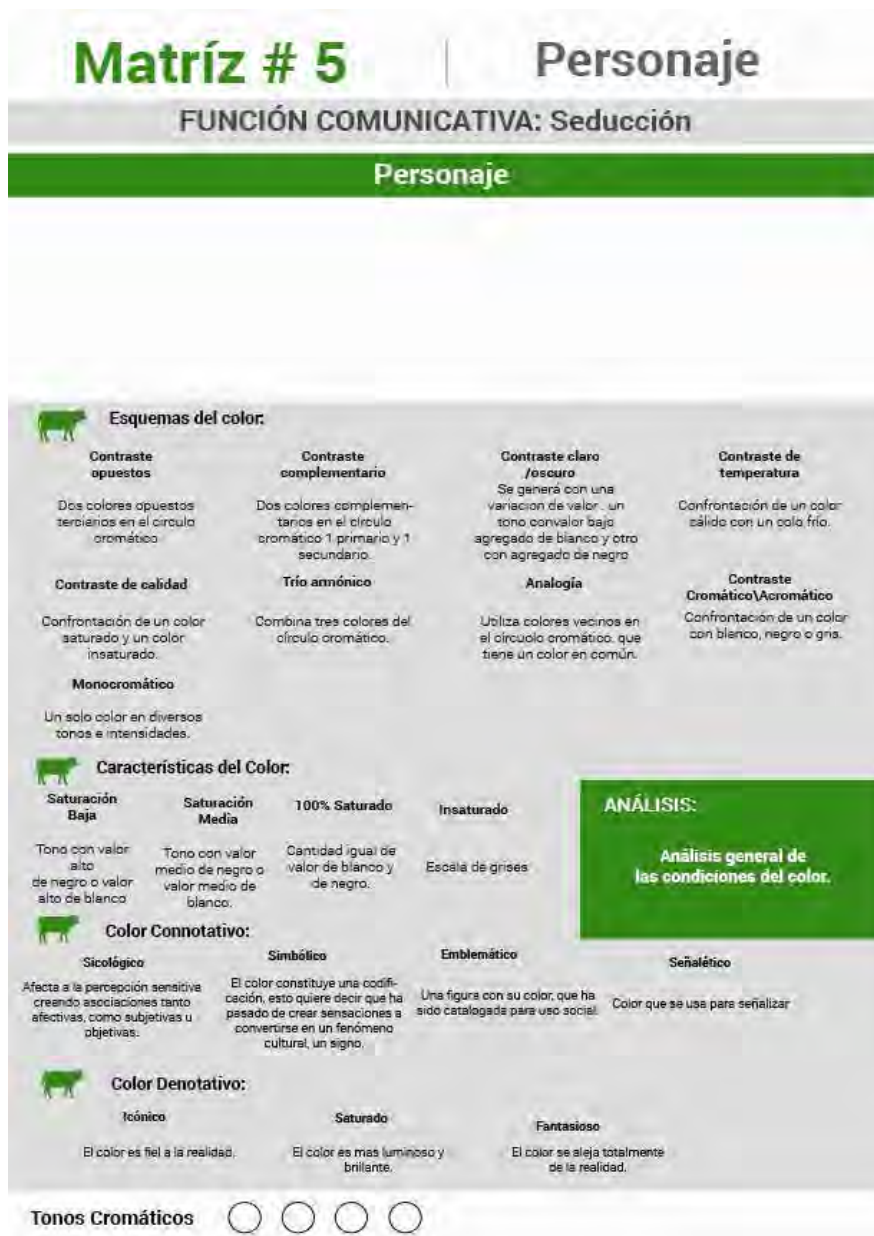 Matríz # 5
Personaje
FUNCIÓN COMUNICATIVA: Seducción
Personaje
Esquemas del color:
Contraste
opuestos
Dos colores opuestos
terciarios en el circulo
cromático
Contraste
complementario
Dos colores complemen-
tarios en el círculo
cromático 1 primario y 1
secundario.
Contraste claro
/oscuro
Se generá con una
variacion de valor , un
tono convalor bajo
agregado de blanco y otro
con agregado de negro
Contraste de
temperatura
Confrontación de un color
cálido con un colo frío.
Contraste de calidad
Confrontación de un color
saturado y un color
insaturado.
Trío armónico
Combina tres colores del
círculo cromático.
Analogía
Utiliza colores vecinos en
el círcuolo cromático, que
tiene un color en común.
Contraste
Cromático\Acromático
Confrontación de un color
con blanco, negro o gris.
Monocromático
Un solo color en diversos
tonos e intensidades.
Características del Color:
Saturación
Baja
Tono con valor
alto
de negro o valor
alto de blanco
Saturación
Media
Tono con valor
medio de negro o
valor medio de
blanco.
100% Saturado
Cantidad igual de
valor de blanco y
de negro.
Insaturado
Escala de grises
ANÁLISIS:
Análisis general de
las condiciones del color.
Color Connotativo:
Sicológico
Afecta a la percepción sensitiva
creando asociaciones tanto
afectivas, como subjetivas u
objetivas.
Simbólico
El color constituye una codifi-
cación, esto quiere decir que ha
pasado de crear sensaciones a
convertirse en un fenómeno
cultural, un signo.
Emblemático
Una figura con su color, que ha
sido catalogada para uso social.
Señalético
Color que se usa para señalizar
Color Denotativo:
Icónico
El color es fiel a la realidad.
Saturado
El color es mas luminoso y
brillante.
Fantasioso
El color se aleja totalmente
de la realidad.
Tonos Cromáticos